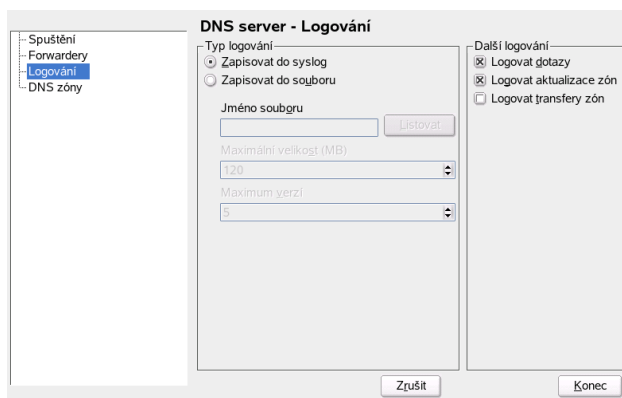 DNS server - Logování
Spuštění
Forwardery
Logování
DNS zóny
Typ logování
Zapisovat do syslog
Zapisovat do souboru
Jméno souboru
Listovat
Maximální velikost (MB)
120
Maximum verzí
5
Další logování
Logovat dotazy
Logovat aktualizace zón
Logovat transfery zón
Zrušit
Konec